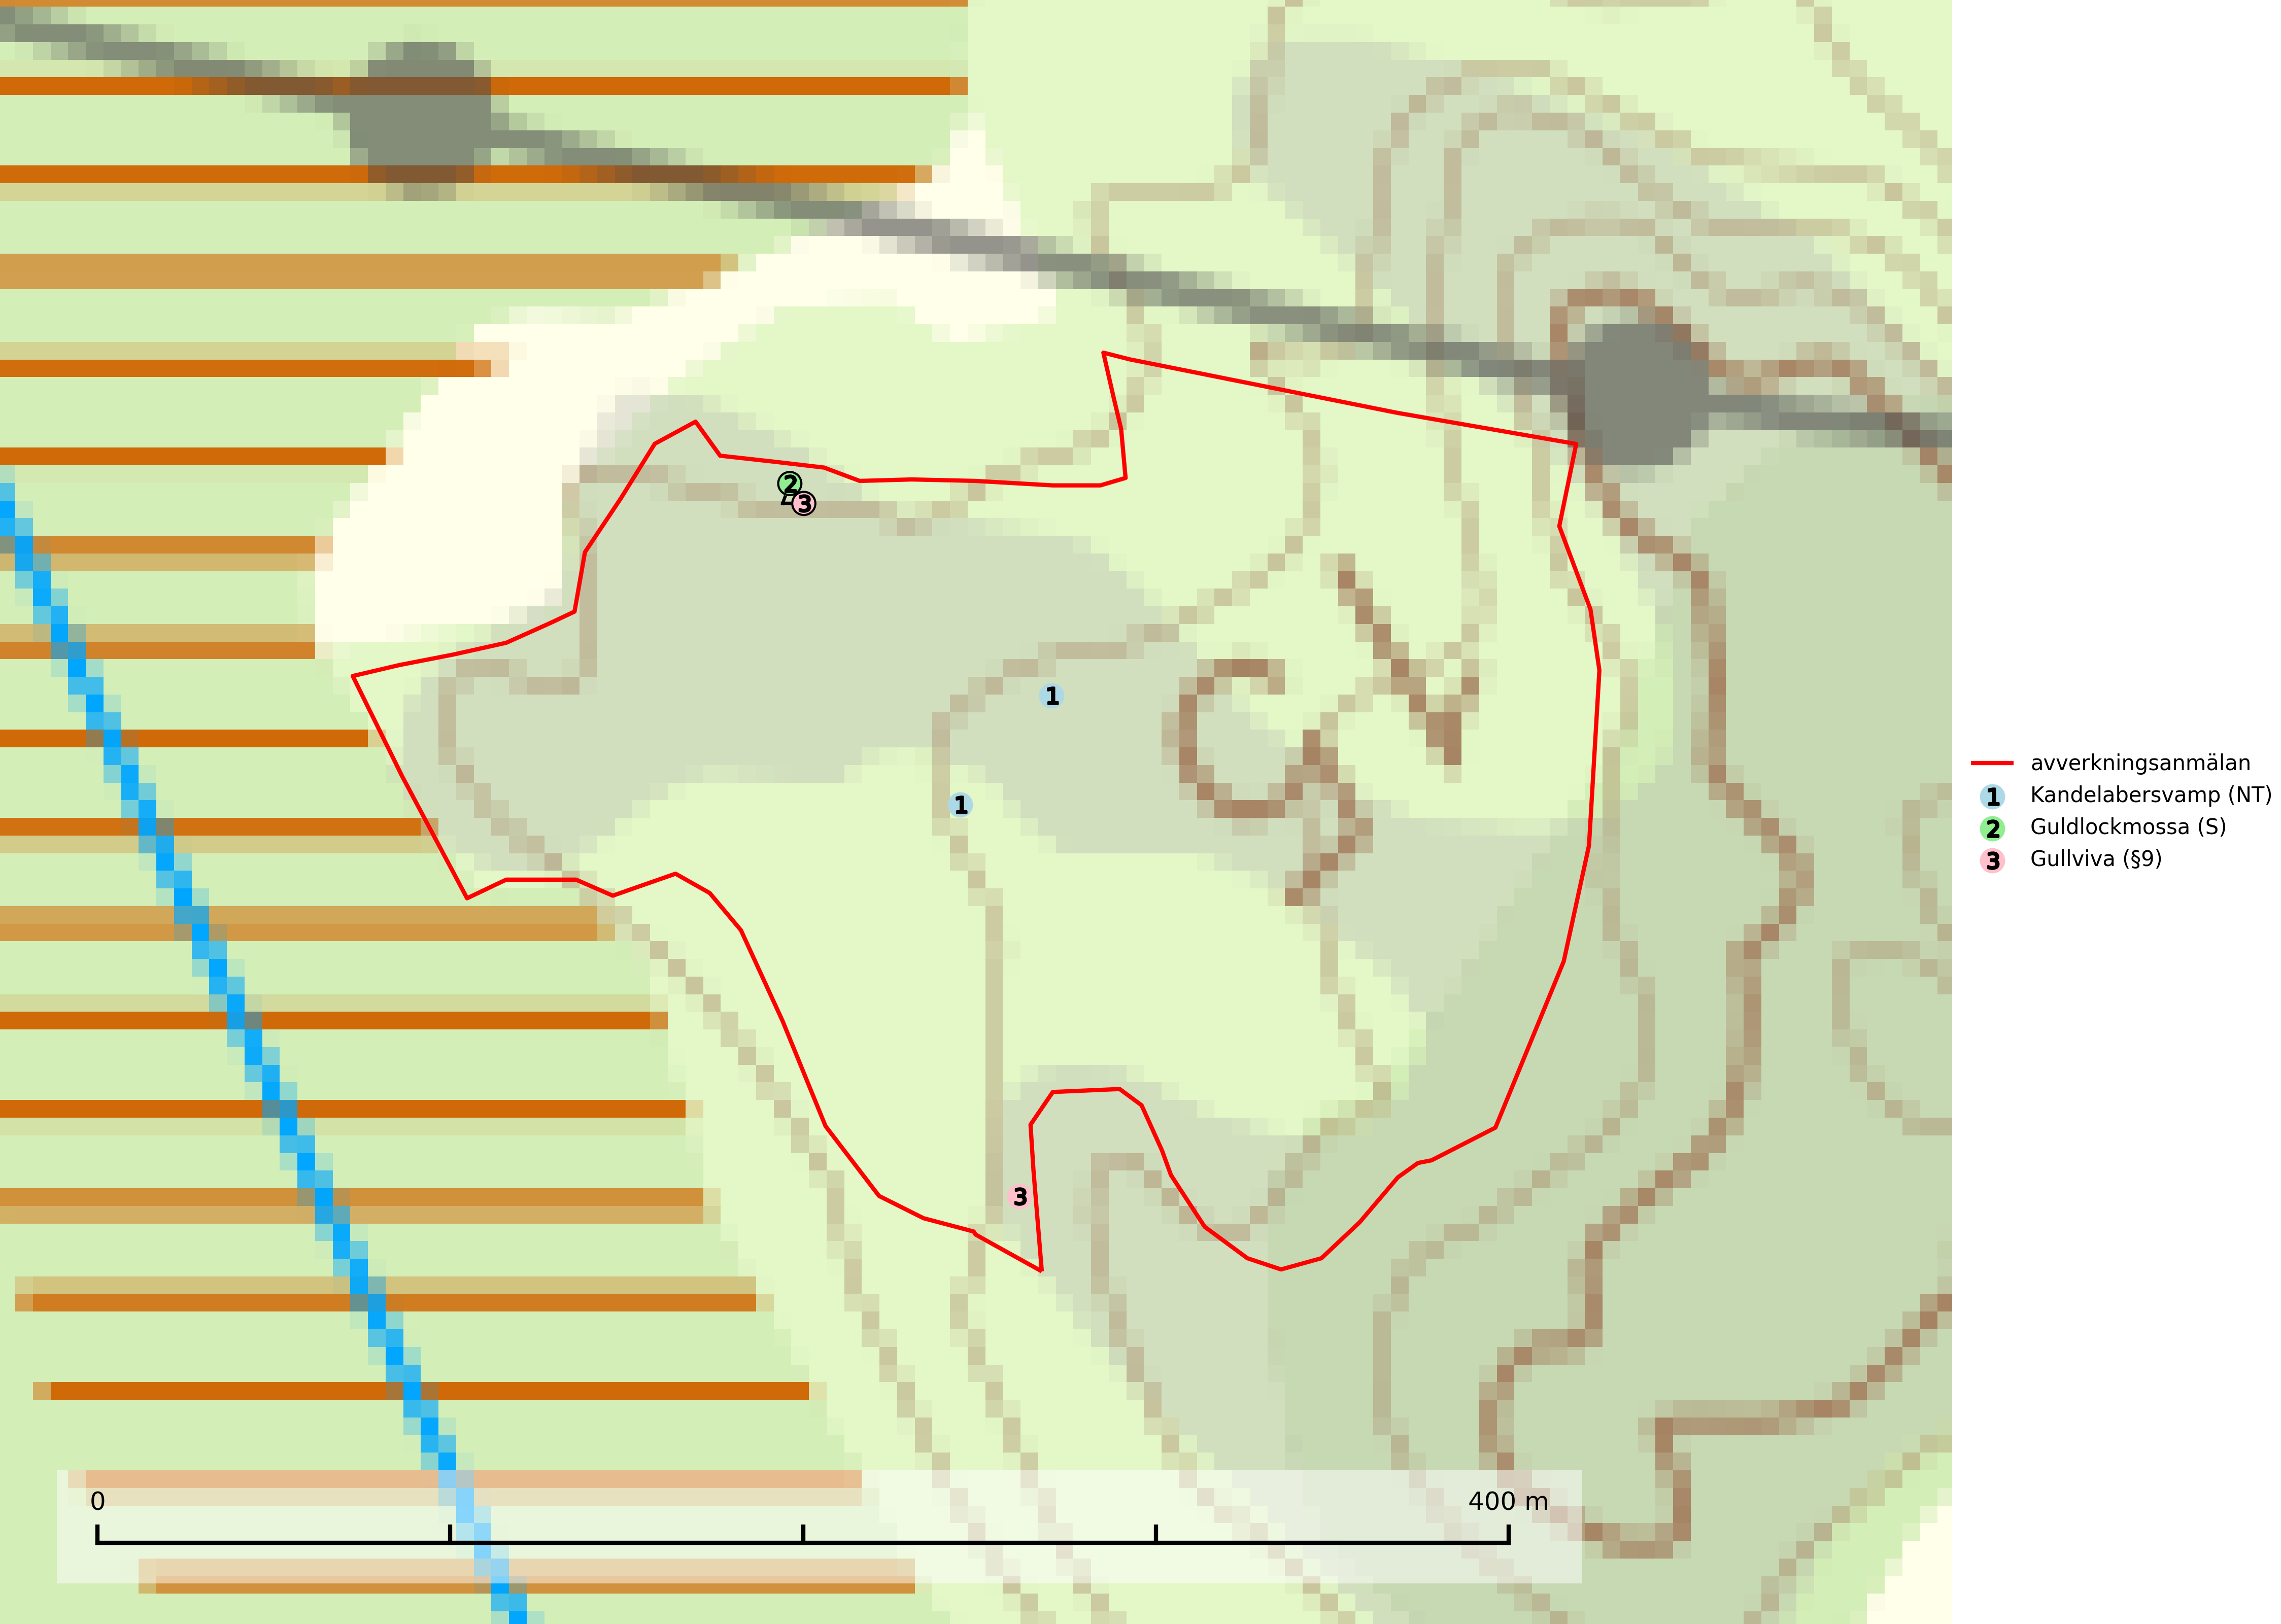 2
3
1
1
3
0
400 m
avverkningsanmälan
1 Kandelabersvamp (NT)
2 Guldlockmossa (S)
3 Gullviva (§9)